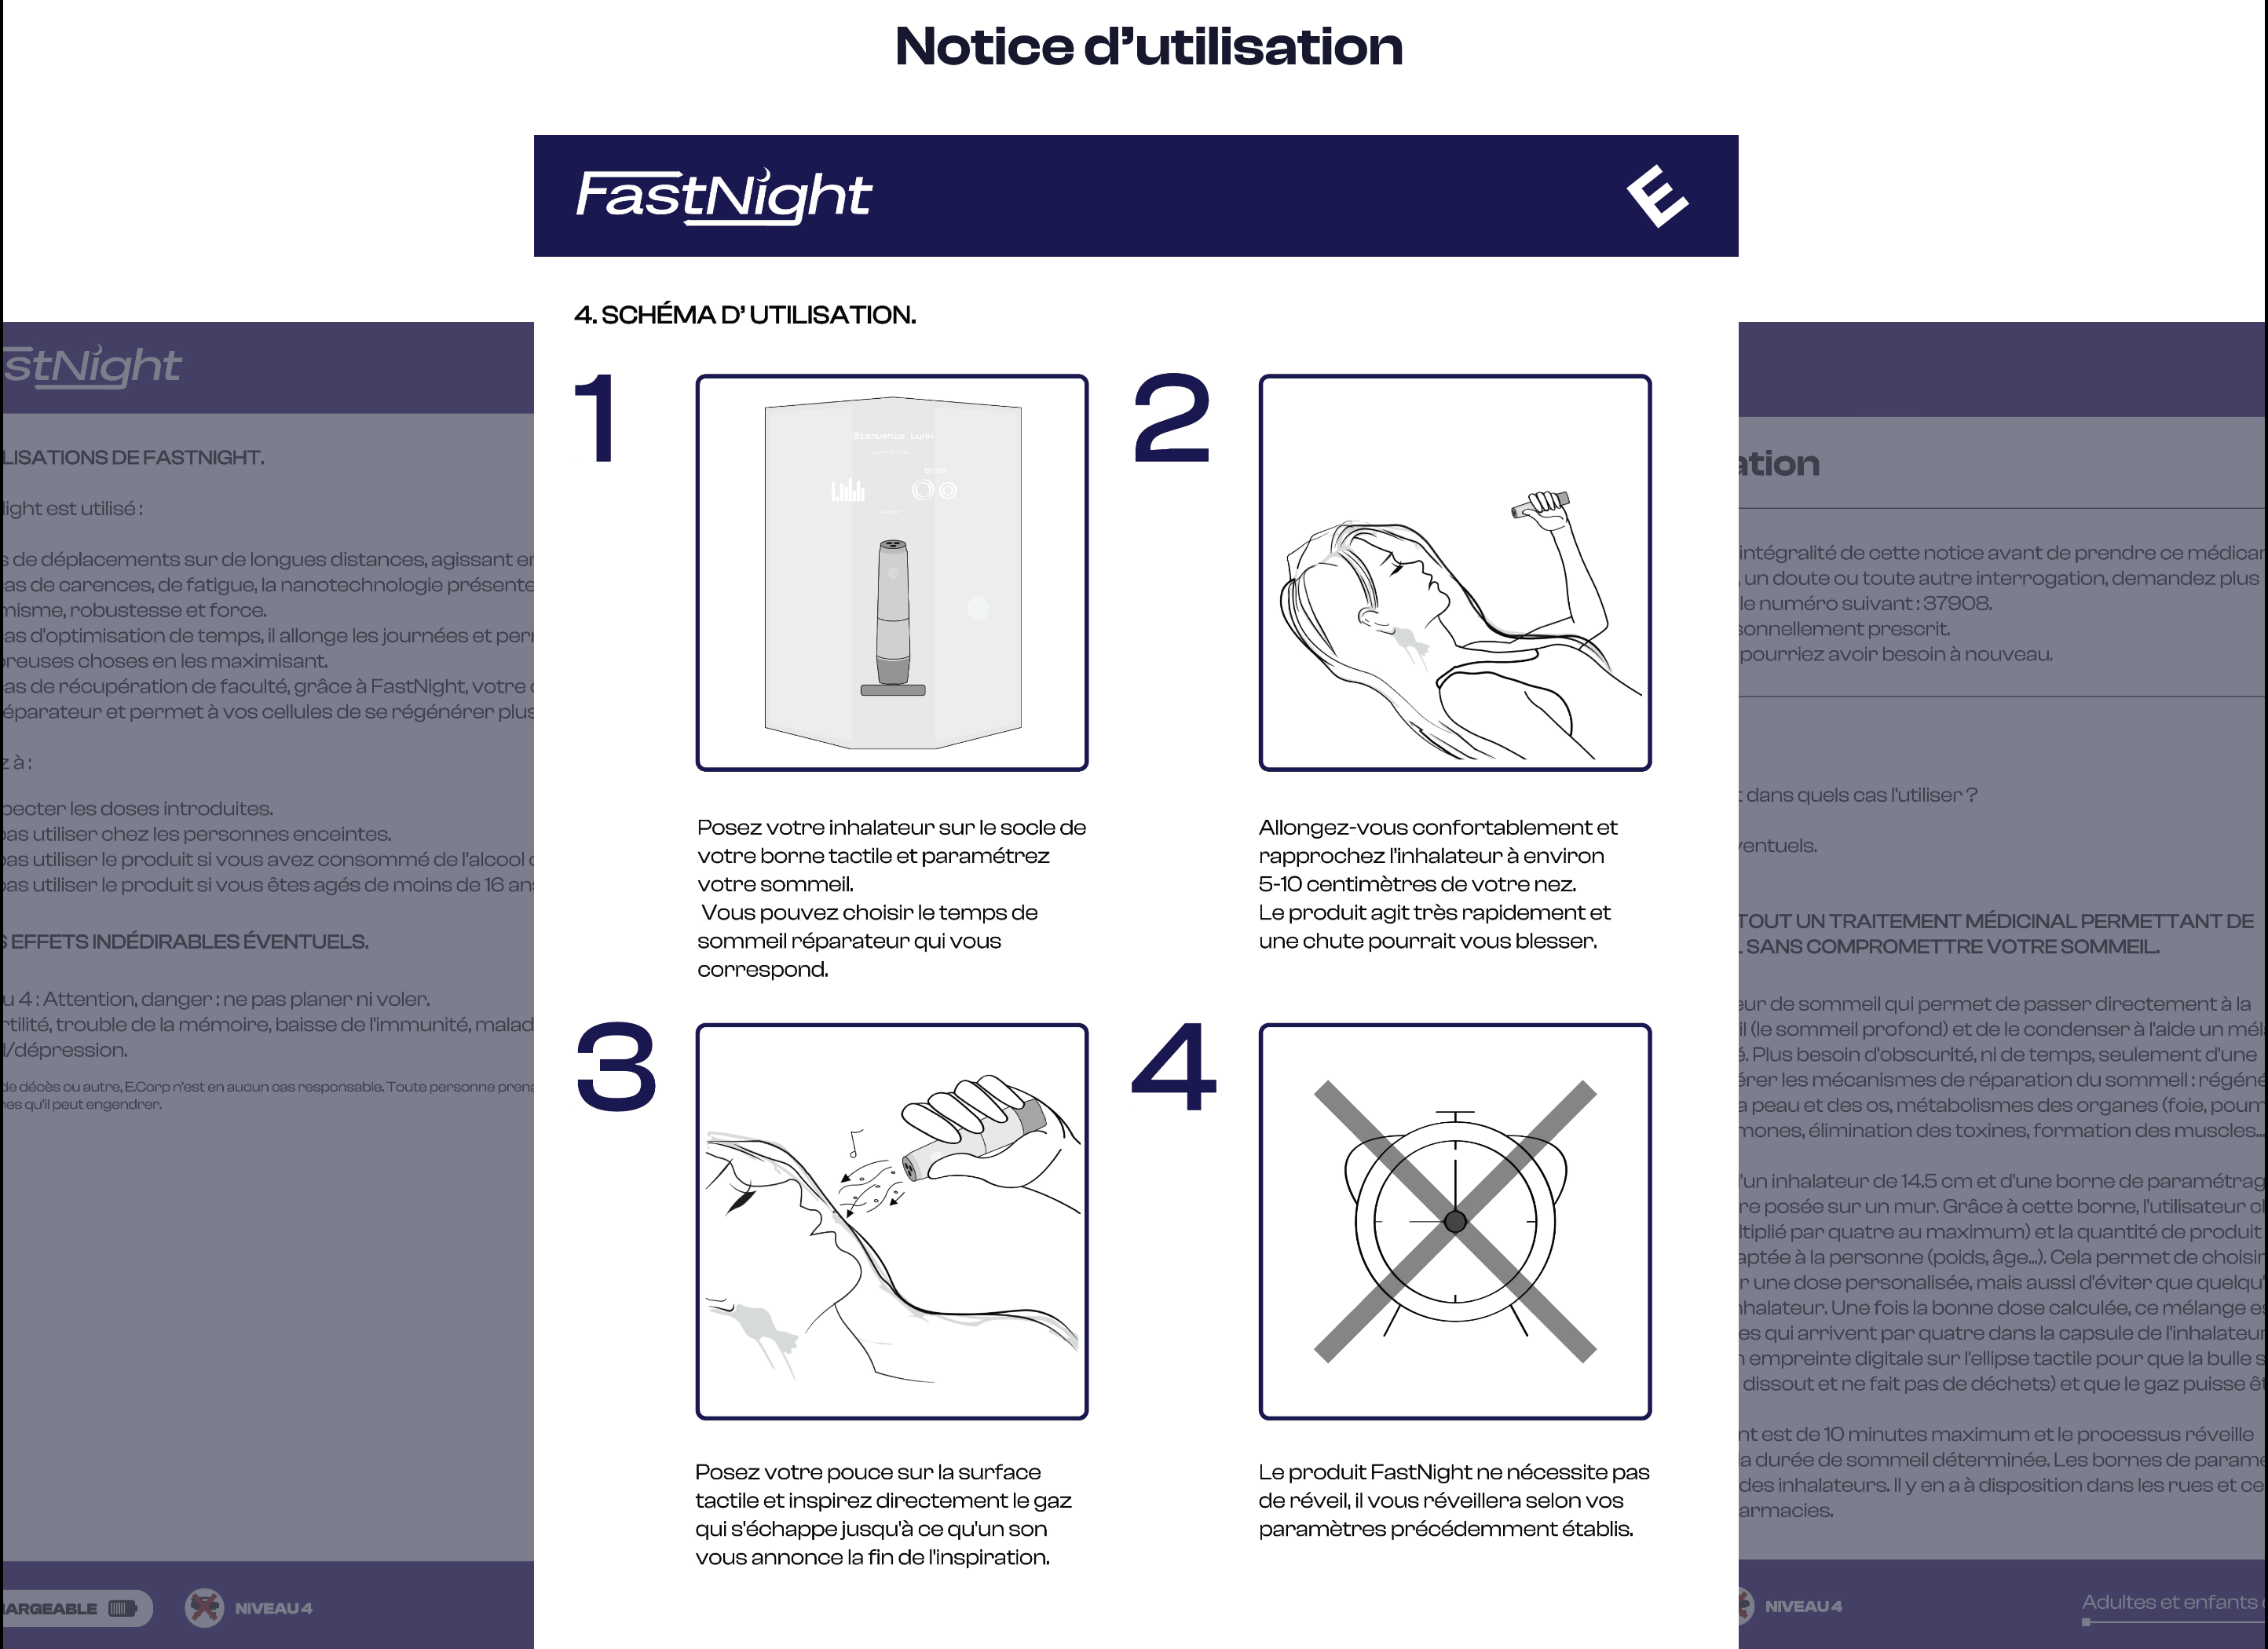 Notice d’utilisation
FastNight
E
4. SCHÉMA D’ UTILISATION.
1
Bienvenue Lynx
2
Posez votre inhalateur sur le socle de
votre borne tactile et paramétrez
votre sommeil.
Vous pouvez choisir le temps de
sommeil réparateur qui vous
correspond.
Allongez-vous confortablement et
rapprochez l'inhalateur à environ
5-10 centimètres de votre nez.
Le produit agit très rapidement et
une chute pourrait vous blesser.
3
4
Posez votre pouce sur la surface
tactile et inspirez directement le gaz
qui s'échappe jusqu'à ce qu'un son
vous annonce la fin de l'inspiration.
Le produit FastNight ne nécessite pas
de réveil, il vous réveillera selon vos
paramètres précédemment établis.
stNight
LISATIONS DE FASTNIGHT.
ight est utilisé :
s de déplacements sur de longues distances, agissant en
as de carences, de fatigue, la nanotechnologie présente
misme, robustesse et force.
as d'optimisation de temps, il allonge les journées et perr
reuses choses en les maximisant.
as de récupération de faculté, grâce à FastNight, votre c
éparateur et permet à vos cellules de se régénérer plus
z à :
pecter les doses introduites.
pas utiliser chez les personnes enceintes.
pas utiliser le produit si vous avez consommé de l'alcool o
pas utiliser le produit si vous êtes agés de moins de 16 ans
S EFFETS INDÉDIRABLES ÉVENTUELS.
u 4 : Attention, danger : ne pas planer ni voler.
rtilité, trouble de la mémoire, baisse de l'immunité, malad
l/dépression.
de décès ou autre, E.Corp n'est en aucun cas responsable. Toute personne prena
nes qu'il peut engendrer.
HARGEABLE
NIVEAU 4
ation
intégralité de cette notice avant de prendre ce médicar
, un doute ou toute autre interrogation, demandez plus
le numéro suivant : 37908.
sonnellement prescrit.
pourriez avoir besoin à nouveau.
t dans quels cas l'utiliser ?
ventuels.
TOUT UN TRAITEMENT MÉDICINAL PERMETTANT DE
L SANS COMPROMETTRE VOTRE SOMMEIL.
eur de sommeil qui permet de passer directement à la
il (le sommeil profond) et de le condenser à l'aide un méla
é. Plus besoin d'obscurité, ni de temps, seulement d'une
érer les mécanismes de réparation du sommeil : régéné
a peau et des os, métabolismes des organes (foie, poum
mones, élimination des toxines, formation des muscles...
'un inhalateur de 14.5 cm et d'une borne de paramétrag
re posée sur un mur. Grâce à cette borne, l'utilisateur cl
ltiplié par quatre au maximum) et la quantité de produit
aptée à la personne (poids, âge...). Cela permet de choisir
r une dose personalisée, mais aussi d'éviter que quelqu'
nhalateur. Une fois la bonne dose calculée, ce mélange es
es qui arrivent par quatre dans la capsule de l'inhalateur
n empreinte digitale sur l'ellipse tactile pour que la bulle s
dissout et ne fait pas de déchets) et que le gaz puisse êt
nt est de 10 minutes maximum et le processus réveille
la durée de sommeil déterminée. Les bornes de paramé
des inhalateurs. Il y en a à disposition dans les rues et ce
armacies.
NIVEAU 4
Adultes et enfants